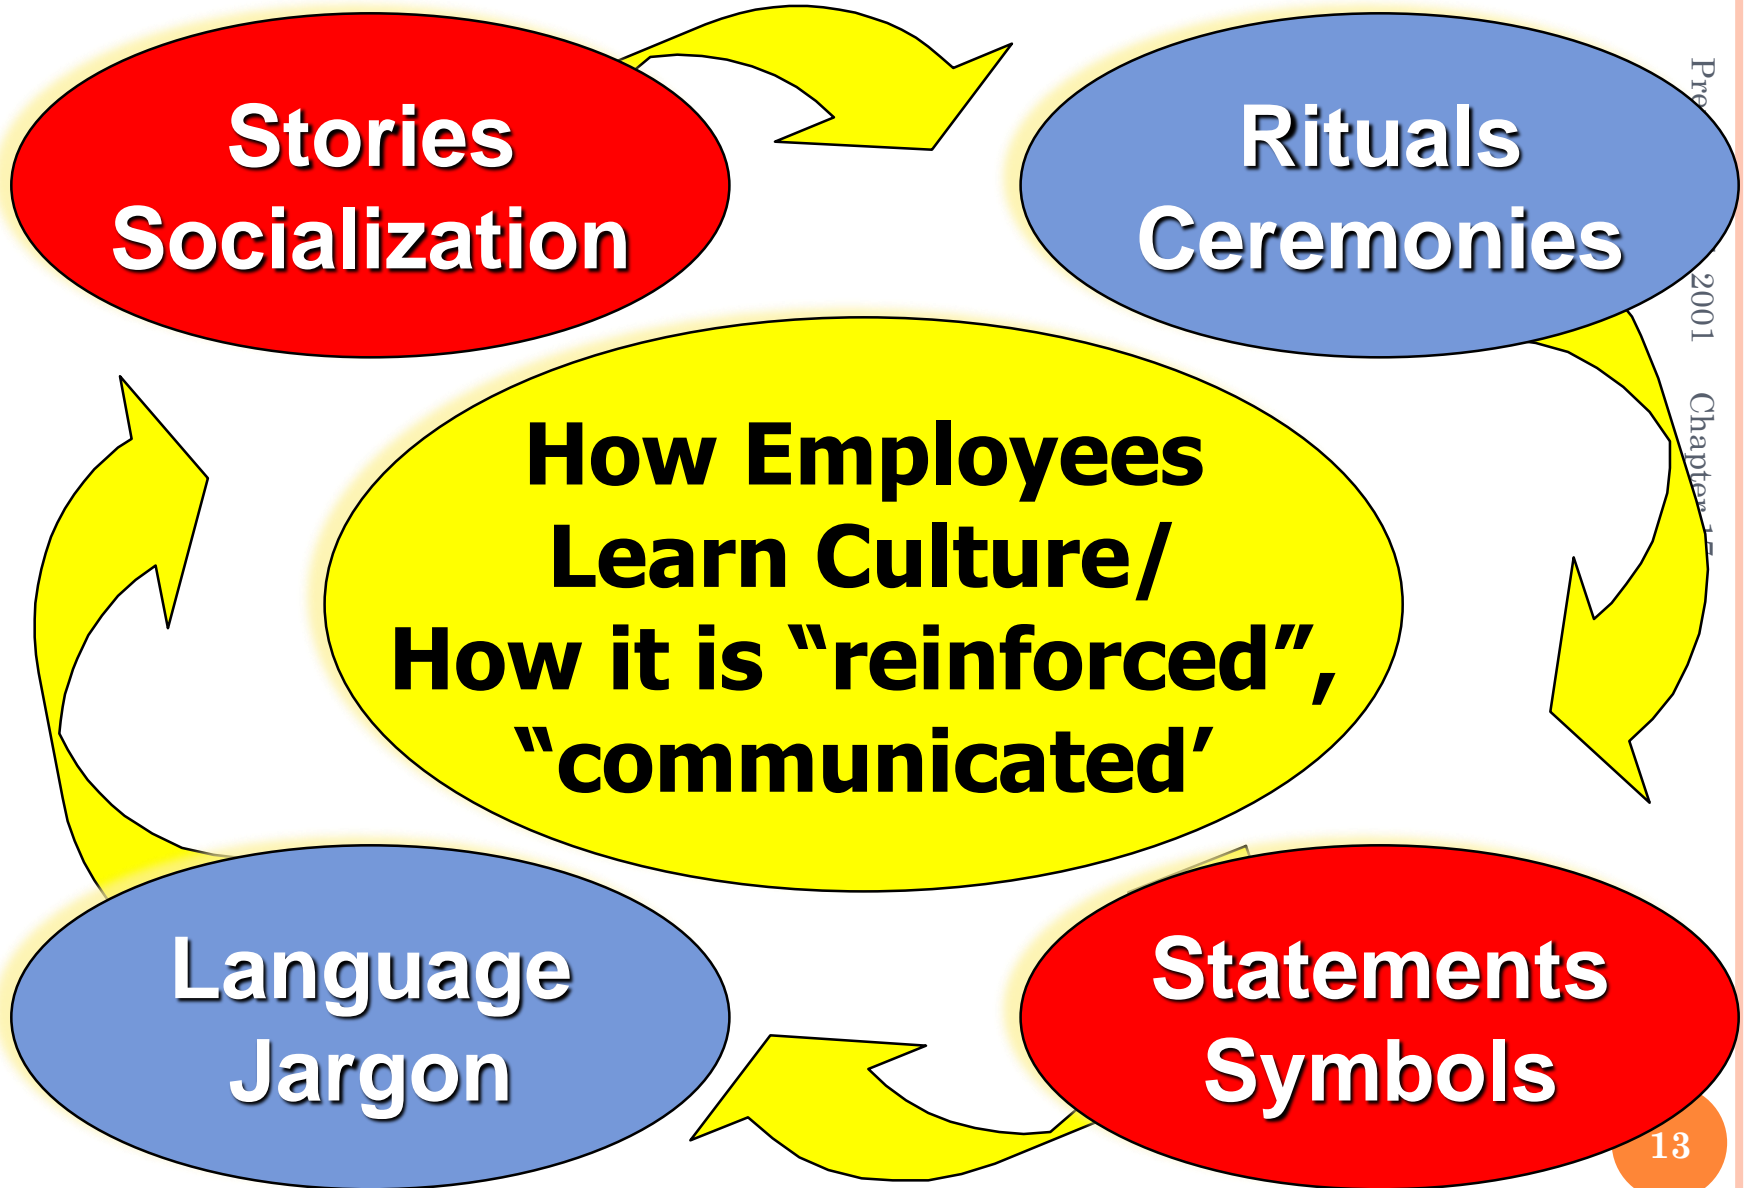 Stories
Socialization
Rituals
Ceremonies
How Employees
Learn Culture/
How it is “reinforced”,
“communicated’
Language
Jargon
Statements
Symbols
2001 Chapter
13